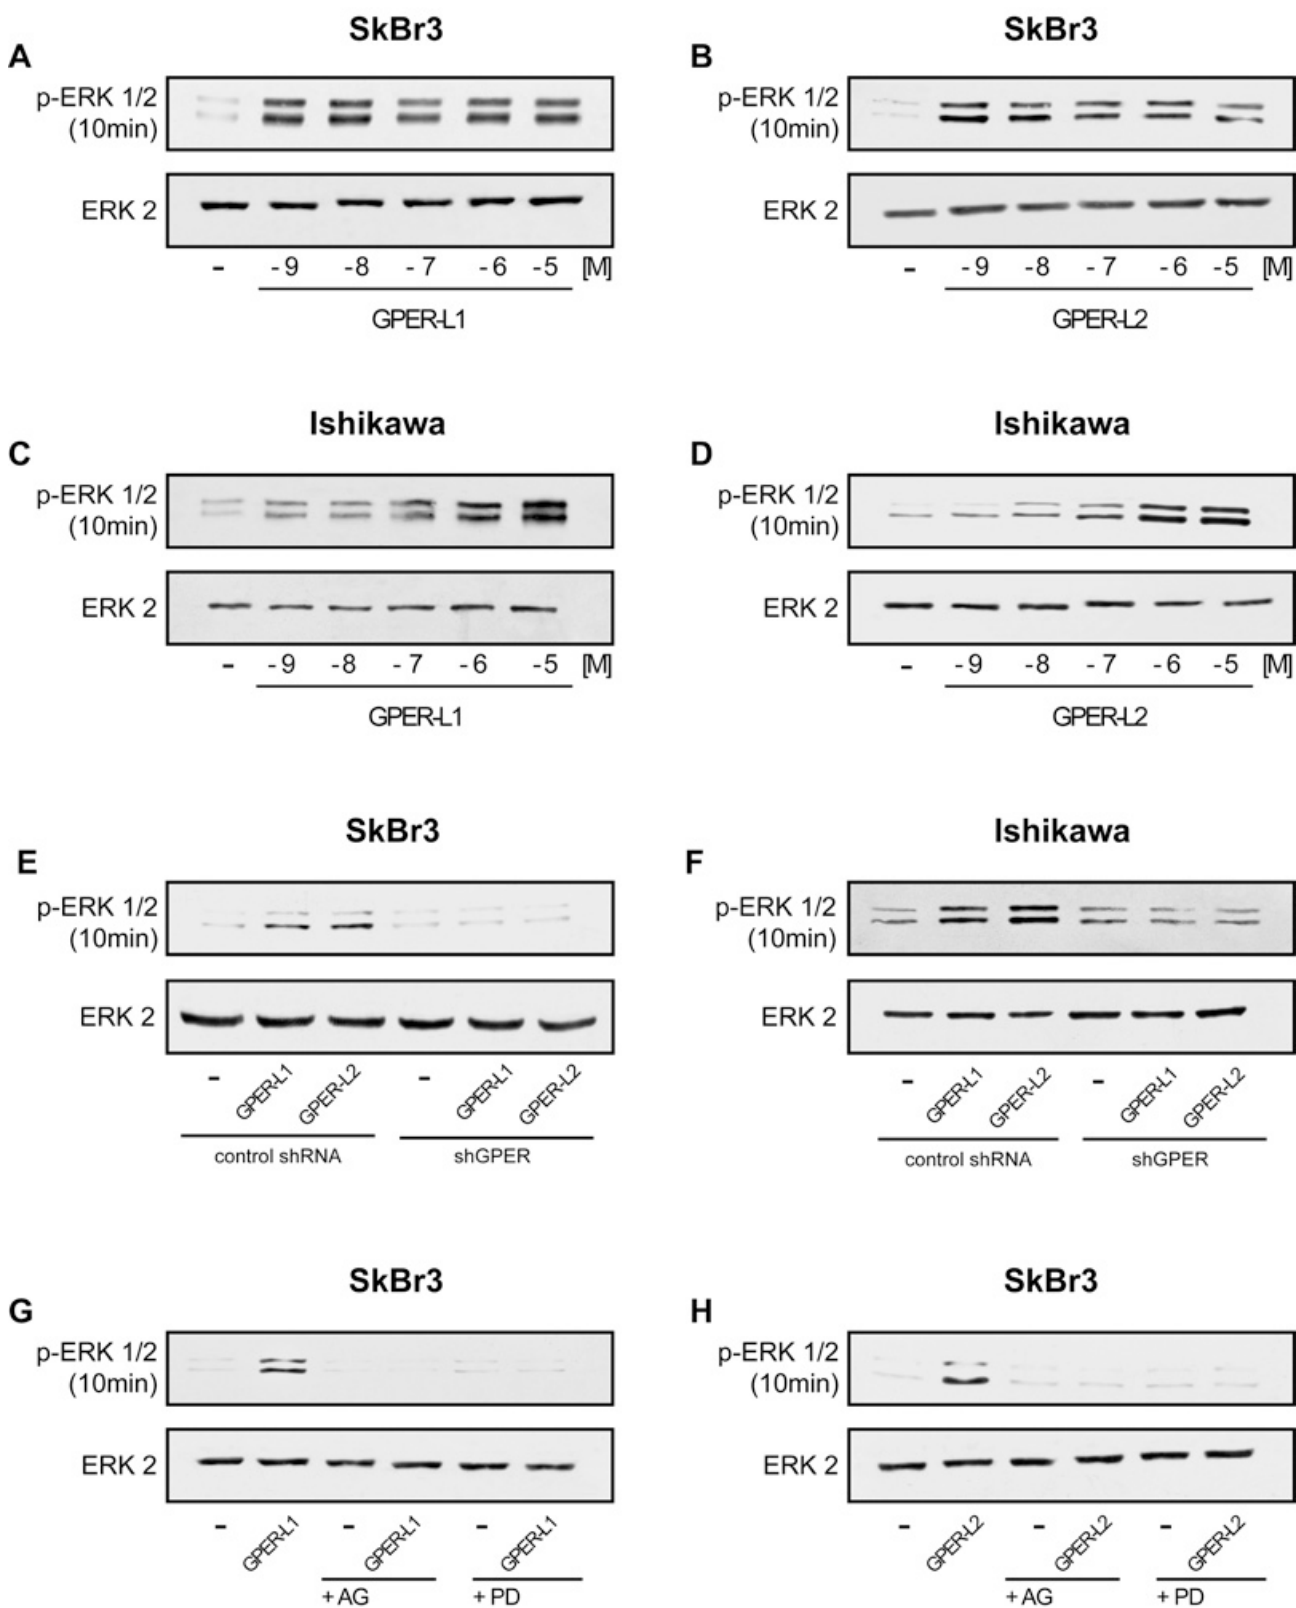 SkBr3
A
p-ERK 1/2
(10min)
ERK 2
- -9 -8 -7 -6 -5 [M]
GPER-L1
SkBr3
B
p-ERK 1/2
(10min)
ERK 2
- -9 -8 -7 -6 -5 [M]
GPER-L2
Ishikawa
C
p-ERK 1/2
(10min)
ERK 2
- -9 -8 -7 -6 -5 [M]
GPER-L1
Ishikawa
D
p-ERK 1/2
(10min)
ERK 2
- -9 -8 -7 -6 -5 [M]
GPER-L2
SkBr3
E
p-ERK 1/2
(10min)
ERK 2
- GPER-L1 GPER-L2 - GPER-L1 GPER-L2
control shRNA shGPER
Ishikawa
F
p-ERK 1/2
(10min)
ERK 2
- GPER-L1 GPER-L2 - GPER-L1 GPER-L2
control shRNA shGPER
SkBr3
G
p-ERK 1/2
(10min)
ERK 2
- GPER-L1 - GPER-L1 - GPER-L1
+ AG + PD
SkBr3
H
p-ERK 1/2
(10min)
ERK 2
- GPER-L2 - GPER-L2 - GPER-L2
+ AG + PD